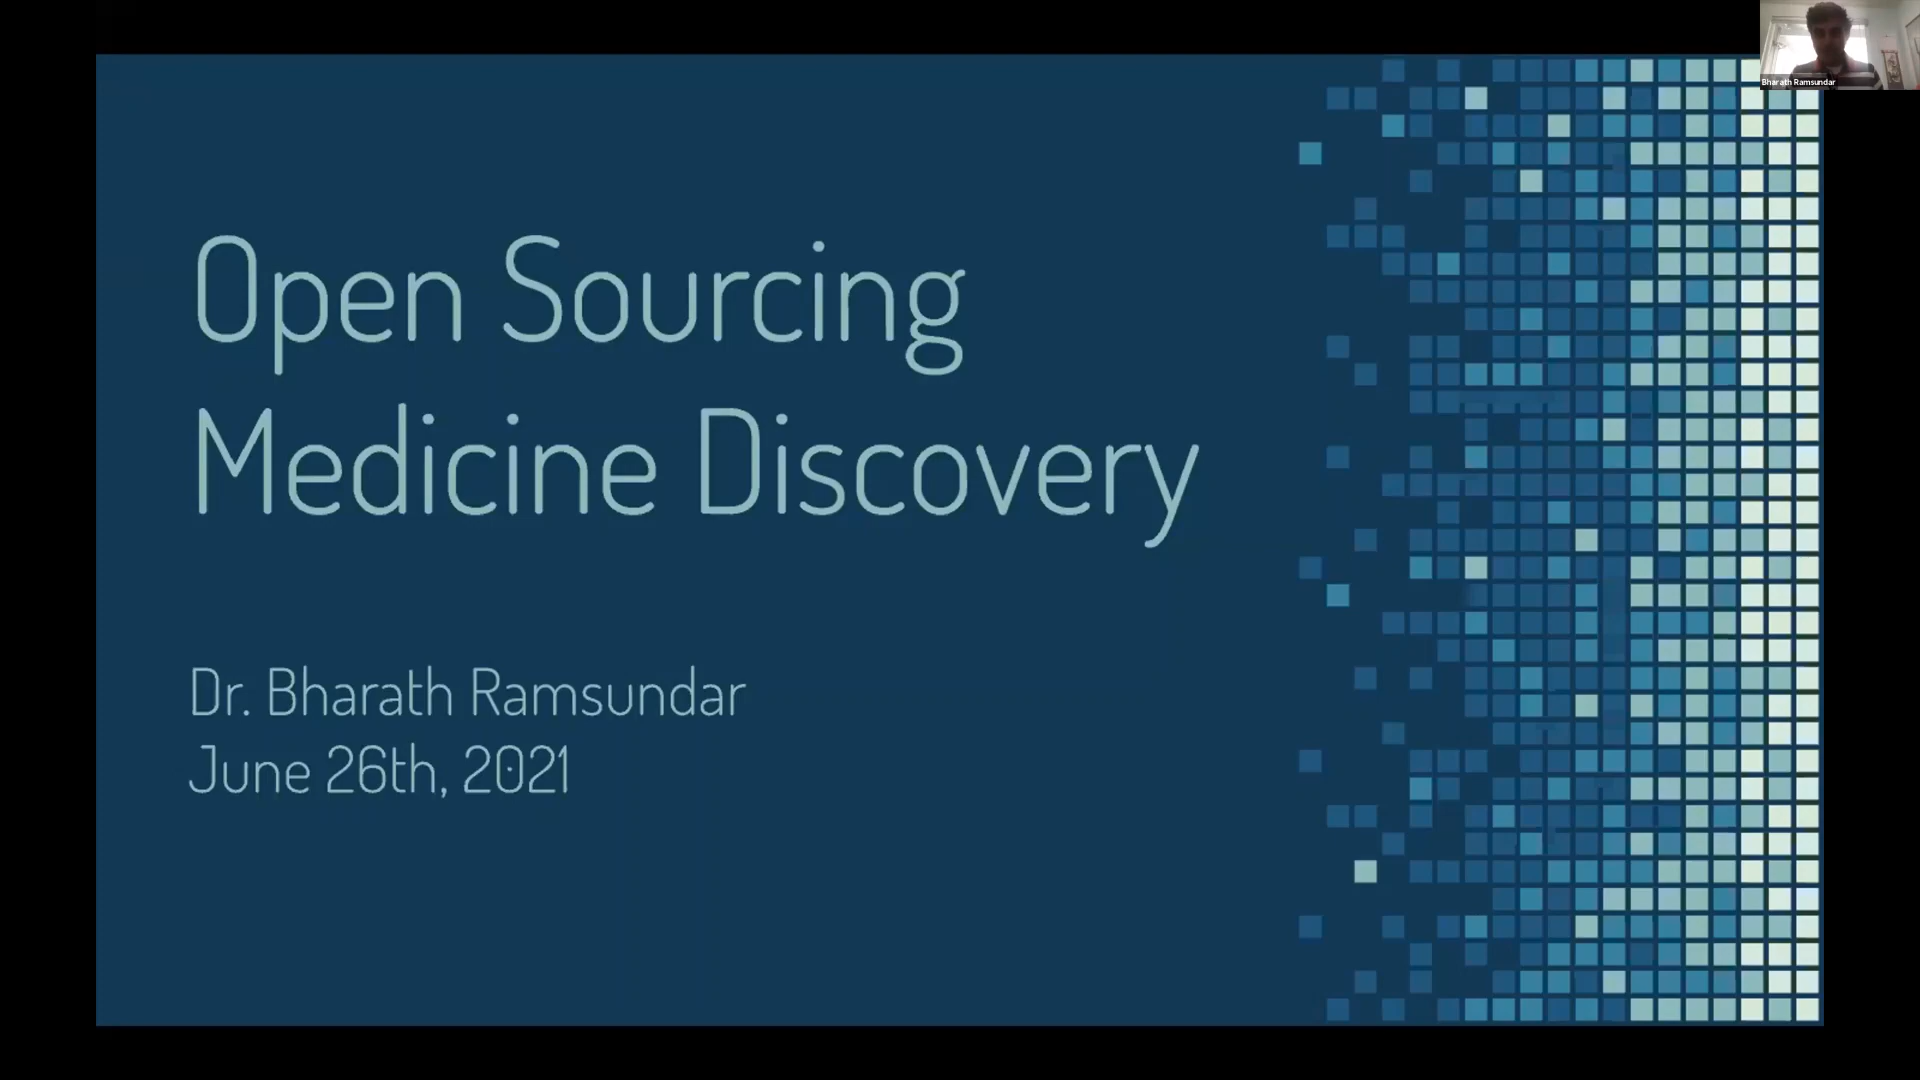 Open Sourcing
Medicine Discovery
Dr. Bharath Ramsundar
June 26th, 2021
Bharath Ramsundar